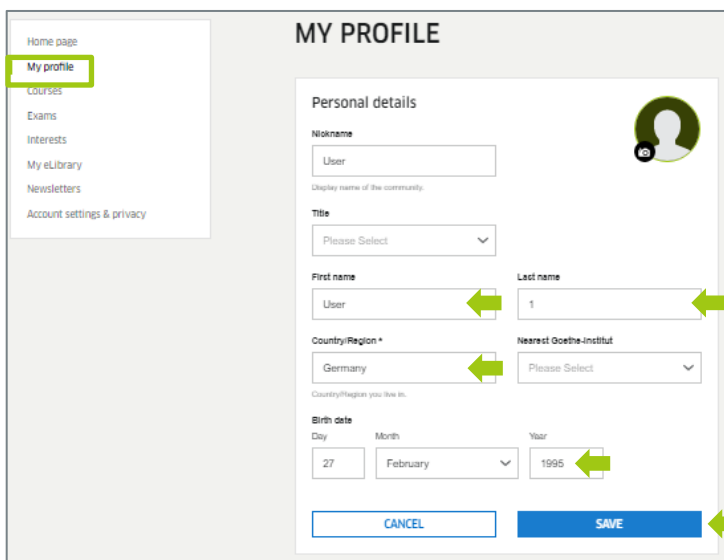 Home page
My profile
Courses
Exams
Interests
My eLibrary
Newsletters
Account settings & privacy
MY PROFILE
Personal details
Nickname
User
Display name of the community.
Title
Please Select
First name
Last name
User
1
Country/Region *
Nearest Goethe-Institut
Germany
Please Select
Country/Region you live in.
Birth date
Day
Month
Year
27
February
1995
CANCEL
SAVE